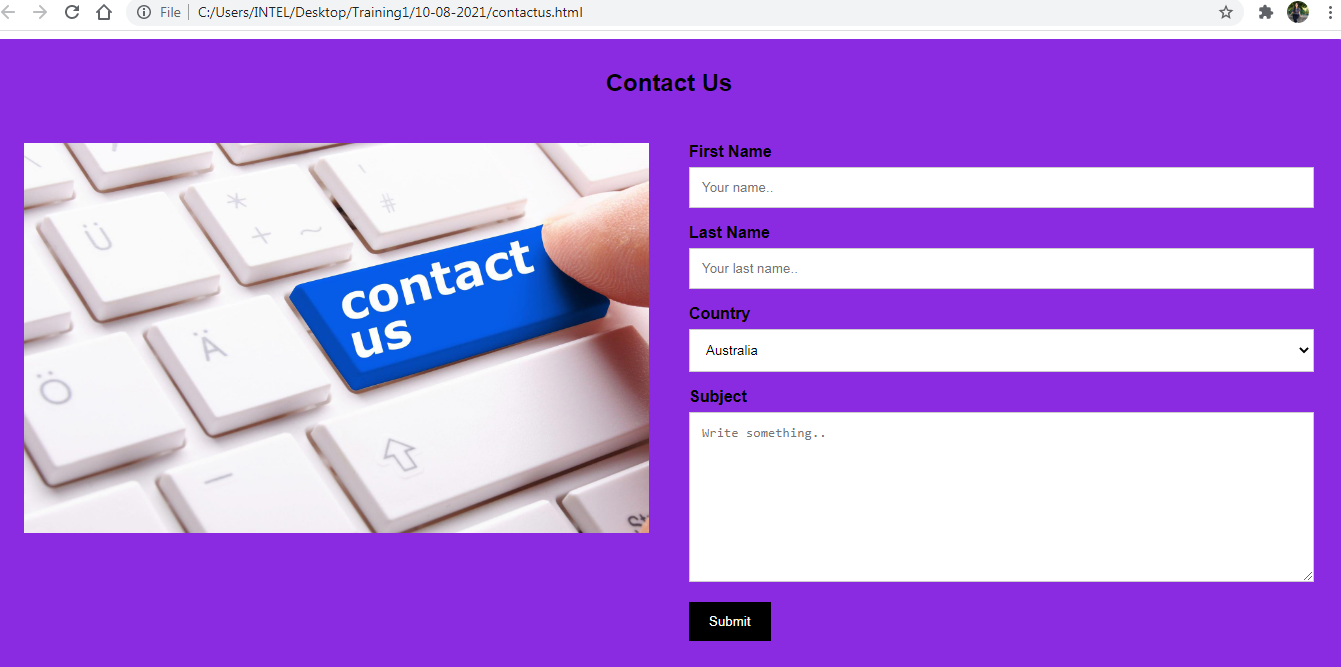 File C:/Users/INTEL/Desktop/Training1/10-08-2021/contactus.html
Contact Us
* + ~
#
Ü
contact
us
Ä
Ö
First Name
Your name..
Last Name
Your last name..
Country
Australia
Subject
Write something..
Submit